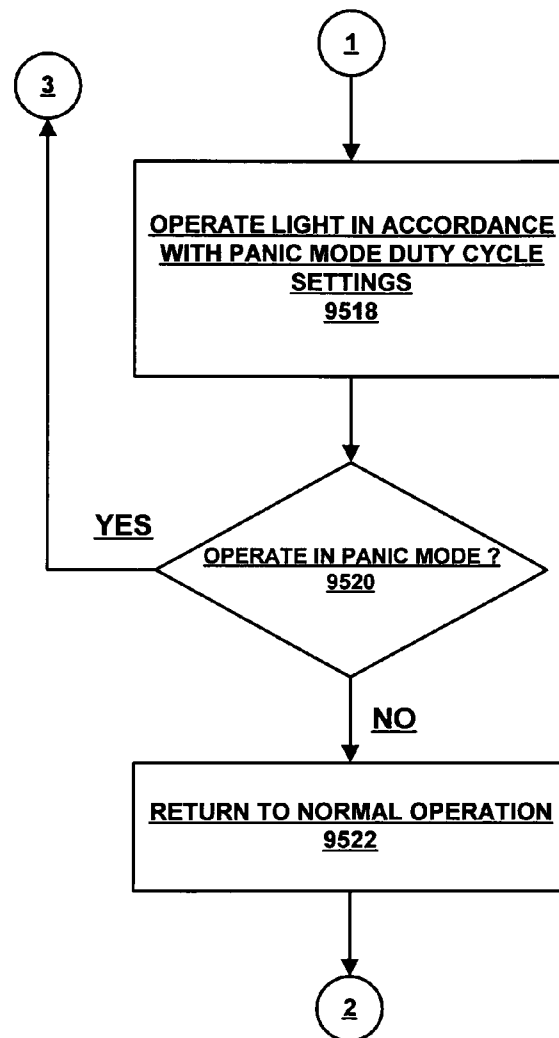 1
3
OPERATE LIGHT IN ACCORDANCE
WITH PANIC MODE DUTY CYCLE
SETTINGS
9518
YES
OPERATE IN PANIC MODE ?
9520
NO
RETURN TO NORMAL OPERATION
9522
2